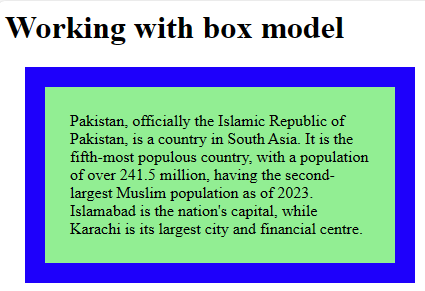 Working with box model
Pakistan, officially the Islamic Republic of
Pakistan, is a country in South Asia. It is the
fifth-most populous country, with a population
of over 241.5 million, having the second-
largest Muslim population as of 2023.
Islamabad is the nation's capital, while
Karachi is its largest city and financial centre.